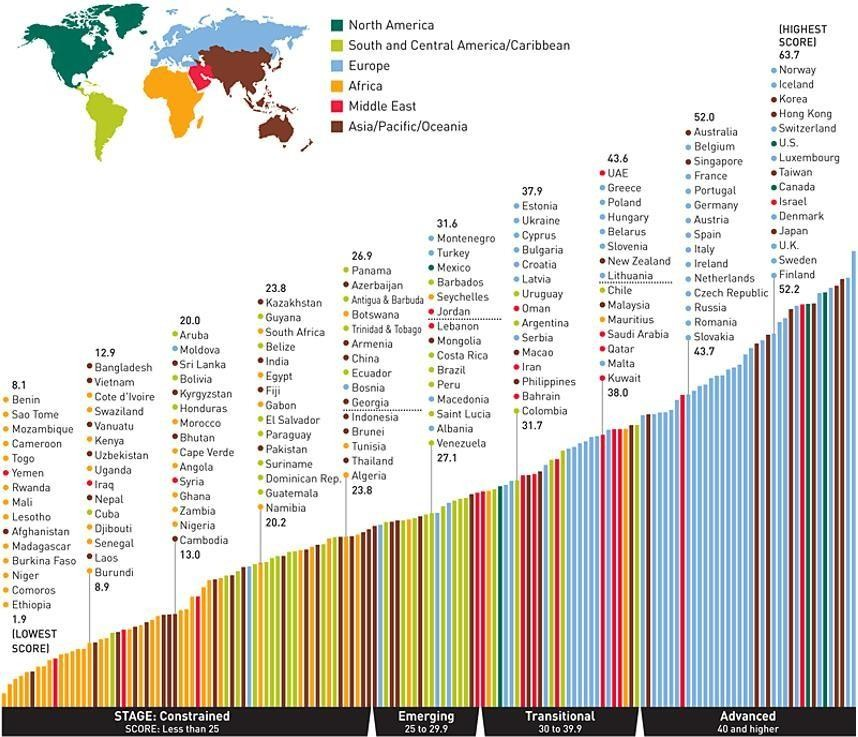 North America
South and Central America/Caribbean
Europe
Africa
Middle East
Asia/Pacific/Oceania
8.1
Benin
Sao Tome
Mozambique
Cameroon
Togo
Yemen
Rwanda
Mali
Lesotho
Afghanistan
Madagascar
Burkina Faso
Niger
Comoros
Ethiopia
1.9
(LOWEST
SCORE)
12.9
Bangladesh
Vietnam
Cote d'Ivoire
Swaziland
Vanuatu
Kenya
Uzbekistan
Uganda
Iraq
Nepal
Cuba
Djibouti
Senegal
Laos
Burundi
8.9
20.0
Aruba
Moldova
Sri Lanka
Bolivia
Kyrgyzstan
Honduras
Morocco
Bhutan
Cape Verde
Angola
Syria
Ghana
Zambia
Nigeria
Cambodia
13.0
23.8
Kazakhstan
Guyana
South Africa
Belize
India
Egypt
Fiji
Gabon
El Salvador
Paraguay
Pakistan
Suriname
Dominican Rep.
Guatemala
Namibia
20.2
26.9
Panama
Azerbaijan
Antigua & Barbuda
Botswana
Trinidad & Tobago
Armenia
China
Ecuador
Bosnia
Georgia
Indonesia
Brunei
Tunisia
Thailand
Algeria
23.8
31.6
Montenegro
Turkey
Mexico
Barbados
Seychelles
Jordan
Lebanon
Mongolia
Costa Rica
Brazil
Peru
Macedonia
Saint Lucia
Albania
Venezuela
27.1
37.9
Estonia
Ukraine
Cyprus
Bulgaria
Croatia
Latvia
Uruguay
Oman
Argentina
Serbia
Macao
Iran
Philippines
Bahrain
Colombia
31.7
43.6
UAE
Greece
Poland
Hungary
Belarus
Slovenia
New Zealand
Lithuania
Chile
Malaysia
Mauritius
Saudi Arabia
Qatar
Malta
Kuwait
38.0
52.0
Australia
Belgium
Singapore
France
Portugal
Germany
Austria
Spain
Italy
Ireland
Netherlands
Czech Republic
Russia
Romania
Slovakia
43.7
(HIGHEST
SCORE)
63.7
Norway
Iceland
Korea
Hong Kong
Switzerland
U.S.
Luxembourg
Taiwan
Canada
Israel
Denmark
Japan
U.K.
Sweden
Finland
52.2
STAGE: Constrained
SCORE: Less than 25
Emerging
25 to 29.9
Transitional
30 to 39.9
Advanced
40 and higher